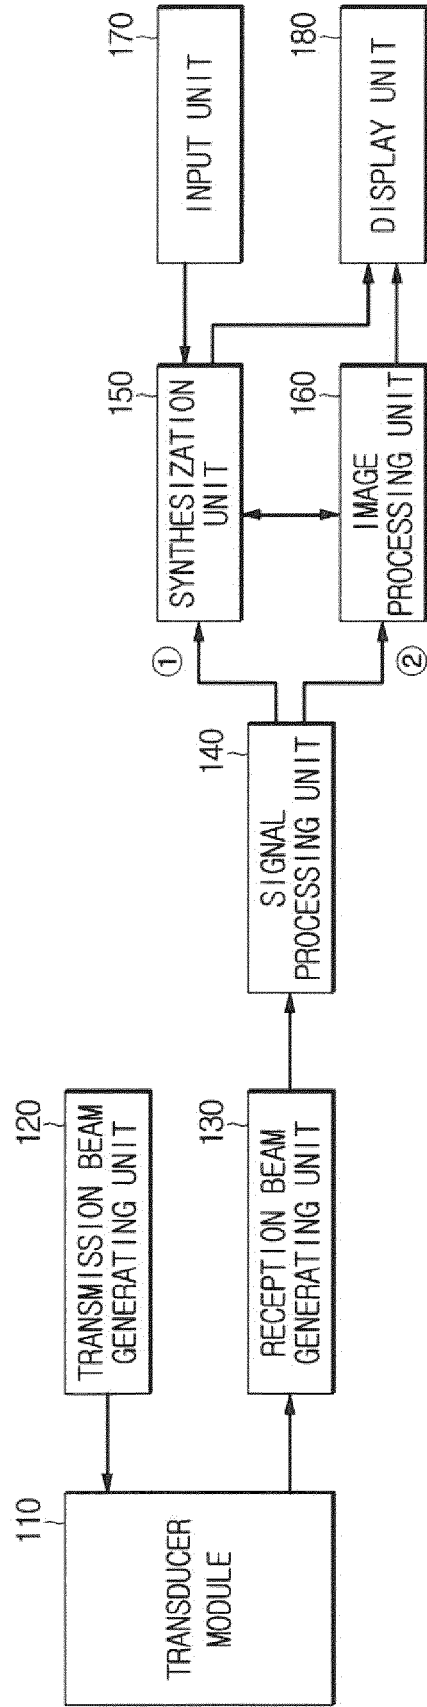 110
TRANSDUCER
MODULE
120
TRANSMISSION BEAM
GENERATING UNIT
130
RECEPTION BEAM
GENERATING UNIT
140
SIGNAL
PROCESSING UNIT
①
②
150
SYNTHESIZATION
UNIT
160
IMAGE
PROCESSING UNIT
170
INPUT UNIT
180
DISPLAY UNIT